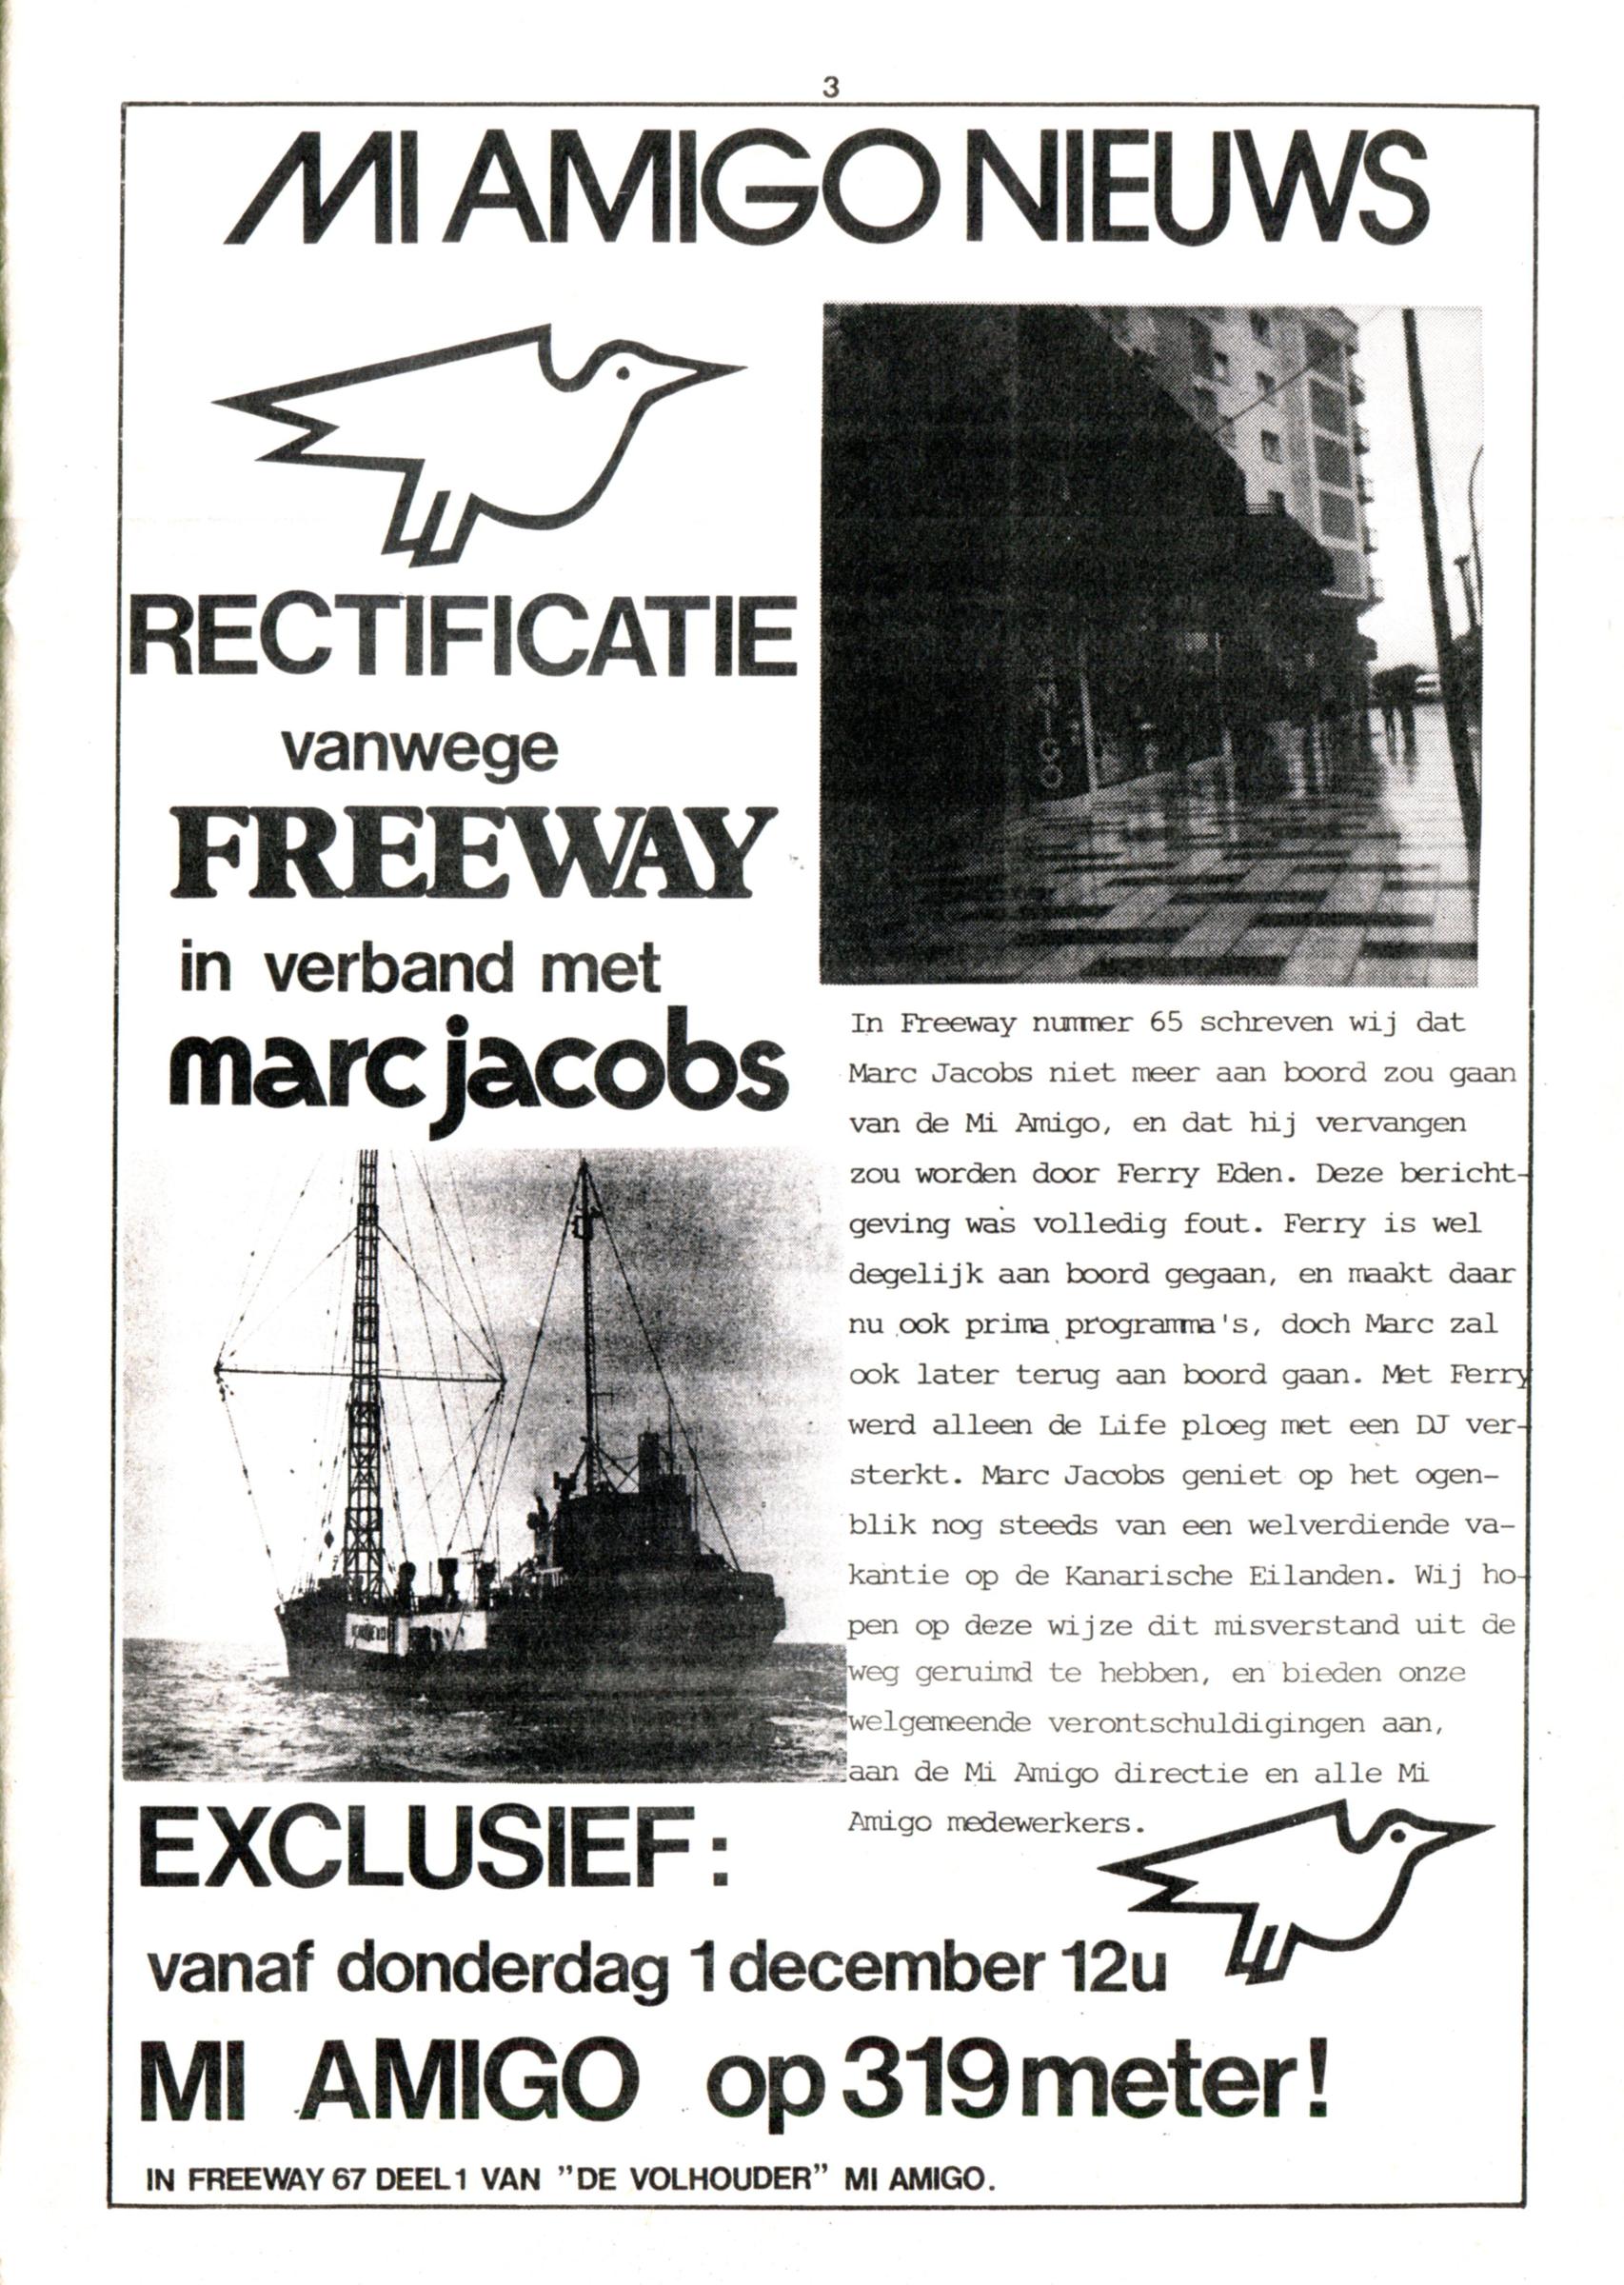 3
MI AMIGO NIEUWS
RECTIFICATIE
vanwege
FREEWAY
in verband met
marc jacobs
AMIGO
In Freeway nummer 65 schreven wij dat
Marc Jacobs niet meer aan boord zou gaan
van de Mi Amigo, en dat hij vervangen
zou worden door Ferry Eden. Deze bericht-
geving was volledig fout. Ferry is wel
degelijk aan boord gegaan, en maakt daar
nu ook prima programma's, doch Marc zal
ook later terug aan boord gaan. Met Ferry
werd alleen de Life ploeg met een DJ ver-
sterkt. Marc Jacobs geniet op het ogen-
blik nog steeds van een welverdiende va-
kantie op de Kanarische Eilanden. Wij ho-
pen op deze wijze dit misverstand uit de
weg geruimd te hebben, en bieden onze
welgemeende verontschuldigingen aan,
aan de Mi Amigo directie en alle Mi
Amigo medewerkers.
EXCLUSIEF:
vanaf donderdag 1 december 12u
MI AMIGO op 319 meter!
IN FREEWAY 67 DEEL 1 VAN "DE VOLHOUDER" MI AMIGO.